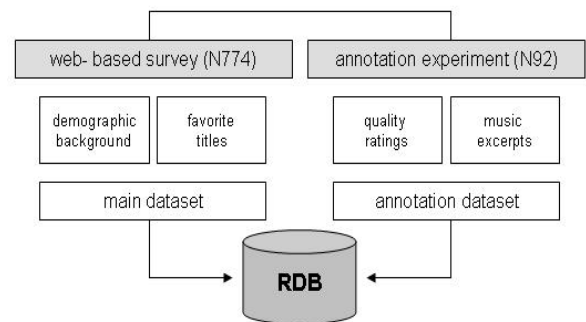 web- based survey (N774)
annotation experiment (N92)
demographic
background
favorite
titles
quality
ratings
music
excerpts
main dataset
annotation dataset
RDB